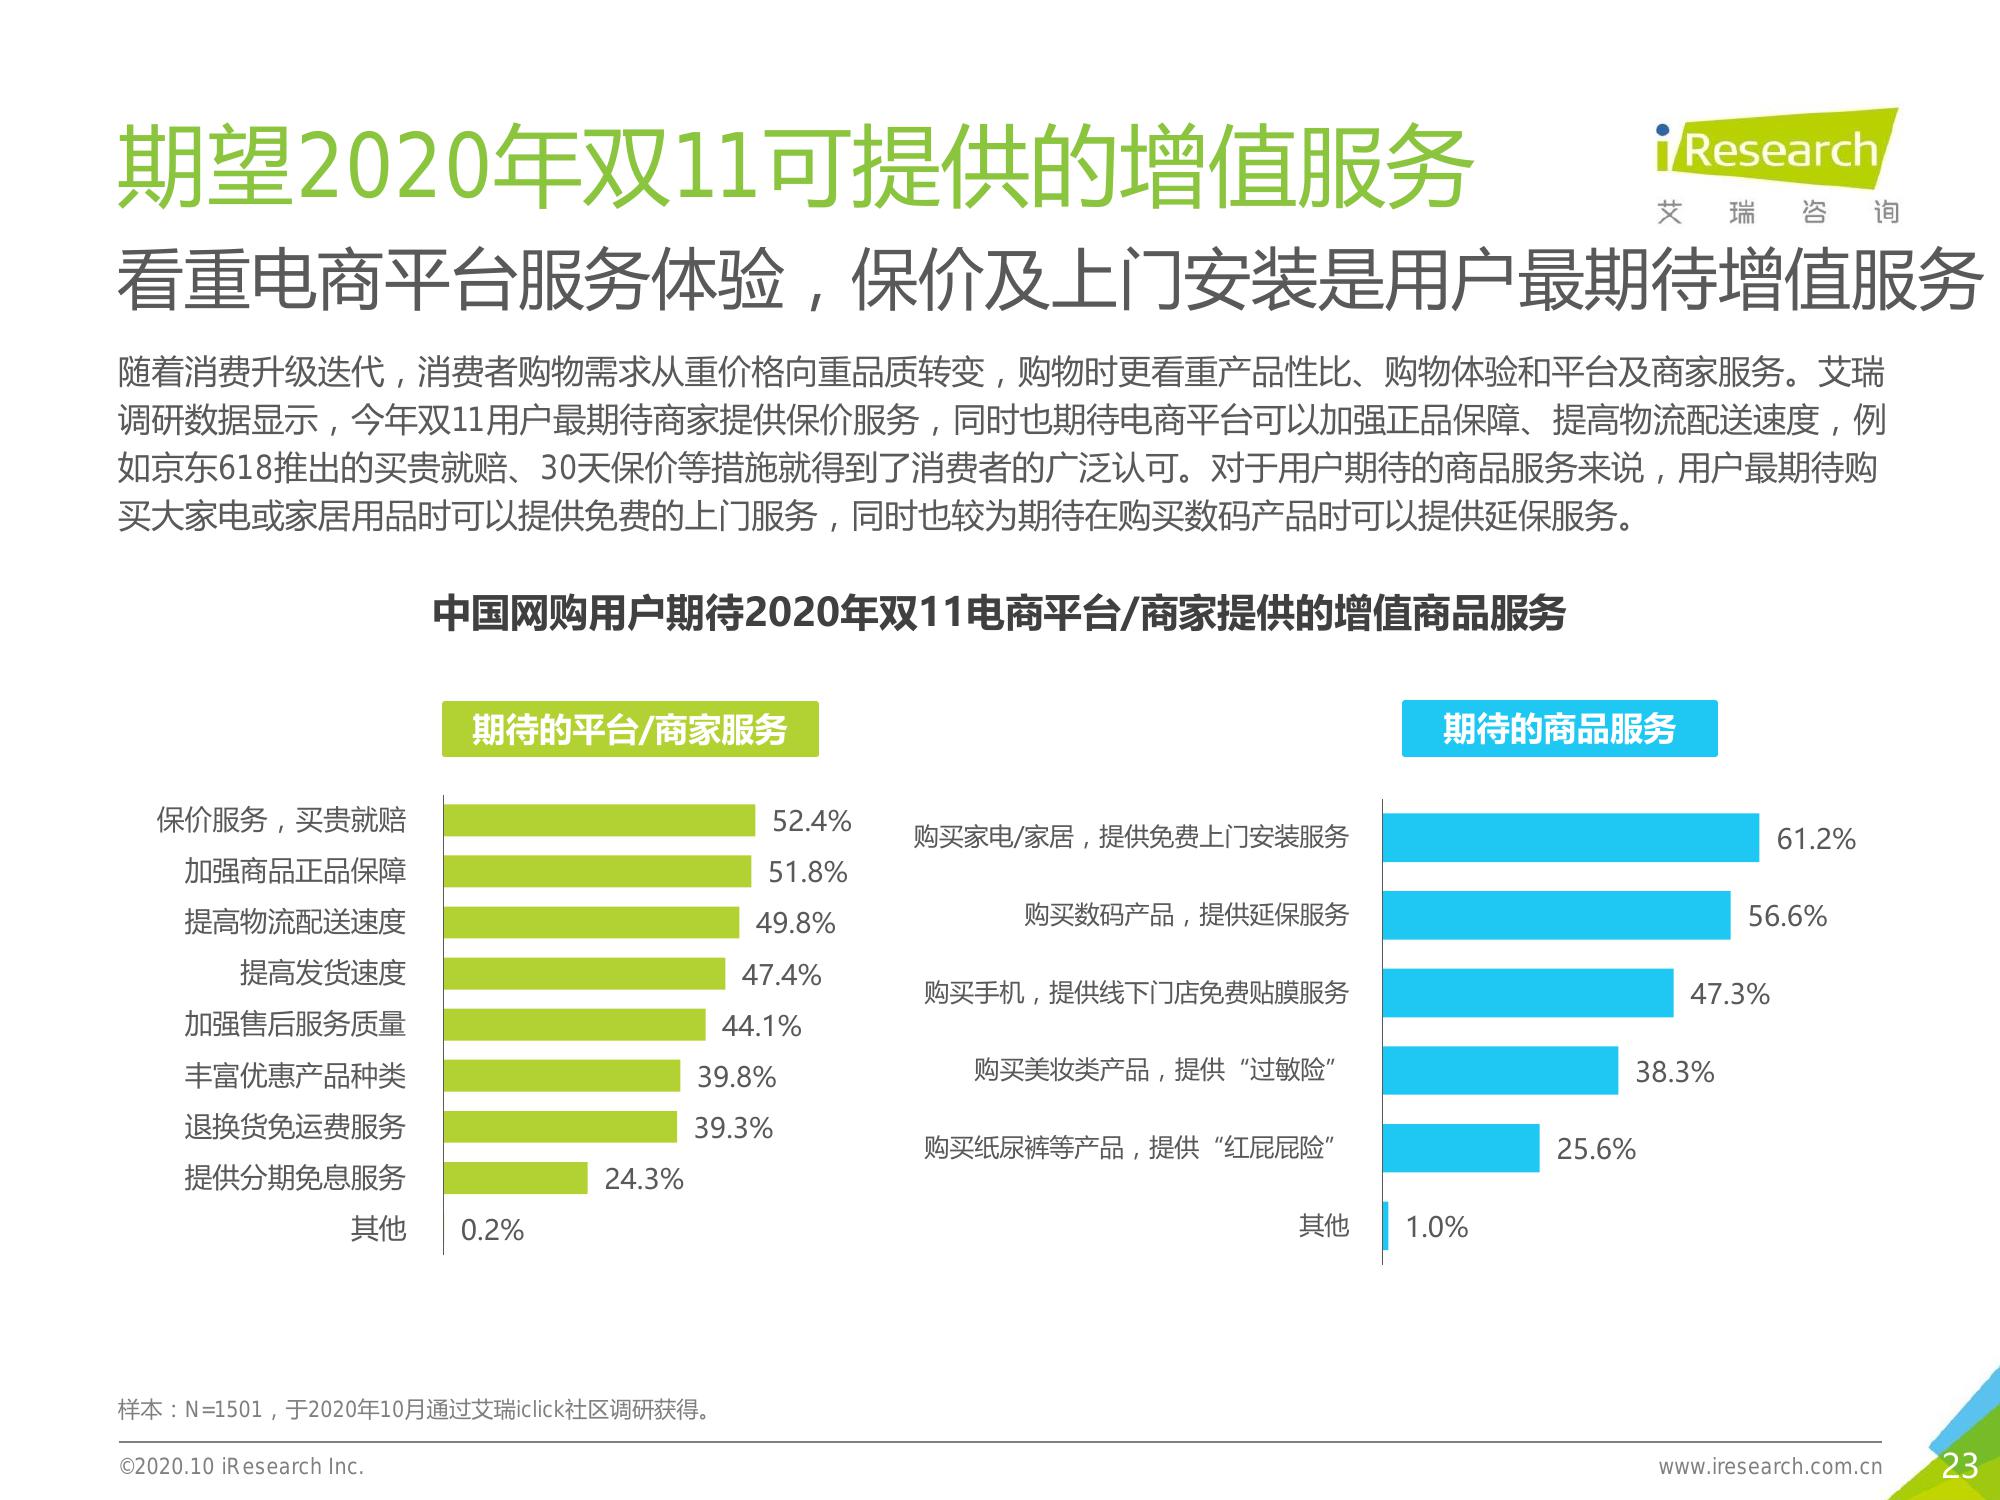 期望2020年双11可提供的增值服务
iResearch
艾瑞咨询
看重电商平台服务体验，保价及上门安装是用户最期待增值服务
随着消费升级迭代，消费者购物需求从重价格向重品质转变，购物时更看重产品性比、购物体验和平台及商家服务。艾瑞
调研数据显示，今年双11用户最期待商家提供保价服务，同时也期待电商平台可以加强正品保障、提高物流配送速度，例
如京东618推出的买贵就赔、30天保价等措施就得到了消费者的广泛认可。对于用户期待的商品服务来说，用户最期待购
买大家电或家居用品时可以提供免费的上门服务，同时也较为期待在购买数码产品时可以提供延保服务。
中国网购用户期待2020年双11电商平台/商家提供的增值商品服务
期待的平台/商家服务
保价服务，买贵就赔 52.4%
加强商品正品保障 51.8%
提高物流配送速度 49.8%
提高发货速度 47.4%
加强售后服务质量 44.1%
丰富优惠产品种类 39.8%
退换货免运费服务 39.3%
提供分期免息服务 24.3%
其他 0.2%
期待的商品服务
购买家电/家居，提供免费上门安装服务 61.2%
购买数码产品，提供延保服务 56.6%
购买手机，提供线下门店免费贴膜服务 47.3%
购买美妆类产品，提供“过敏险” 38.3%
购买纸尿裤等产品，提供“红屁屁险” 25.6%
其他 1.0%
样本：N=1501，于2020年10月通过艾瑞iclick社区调研获得。
©2020.10 iResearch Inc.
www.iresearch.com.cn
23